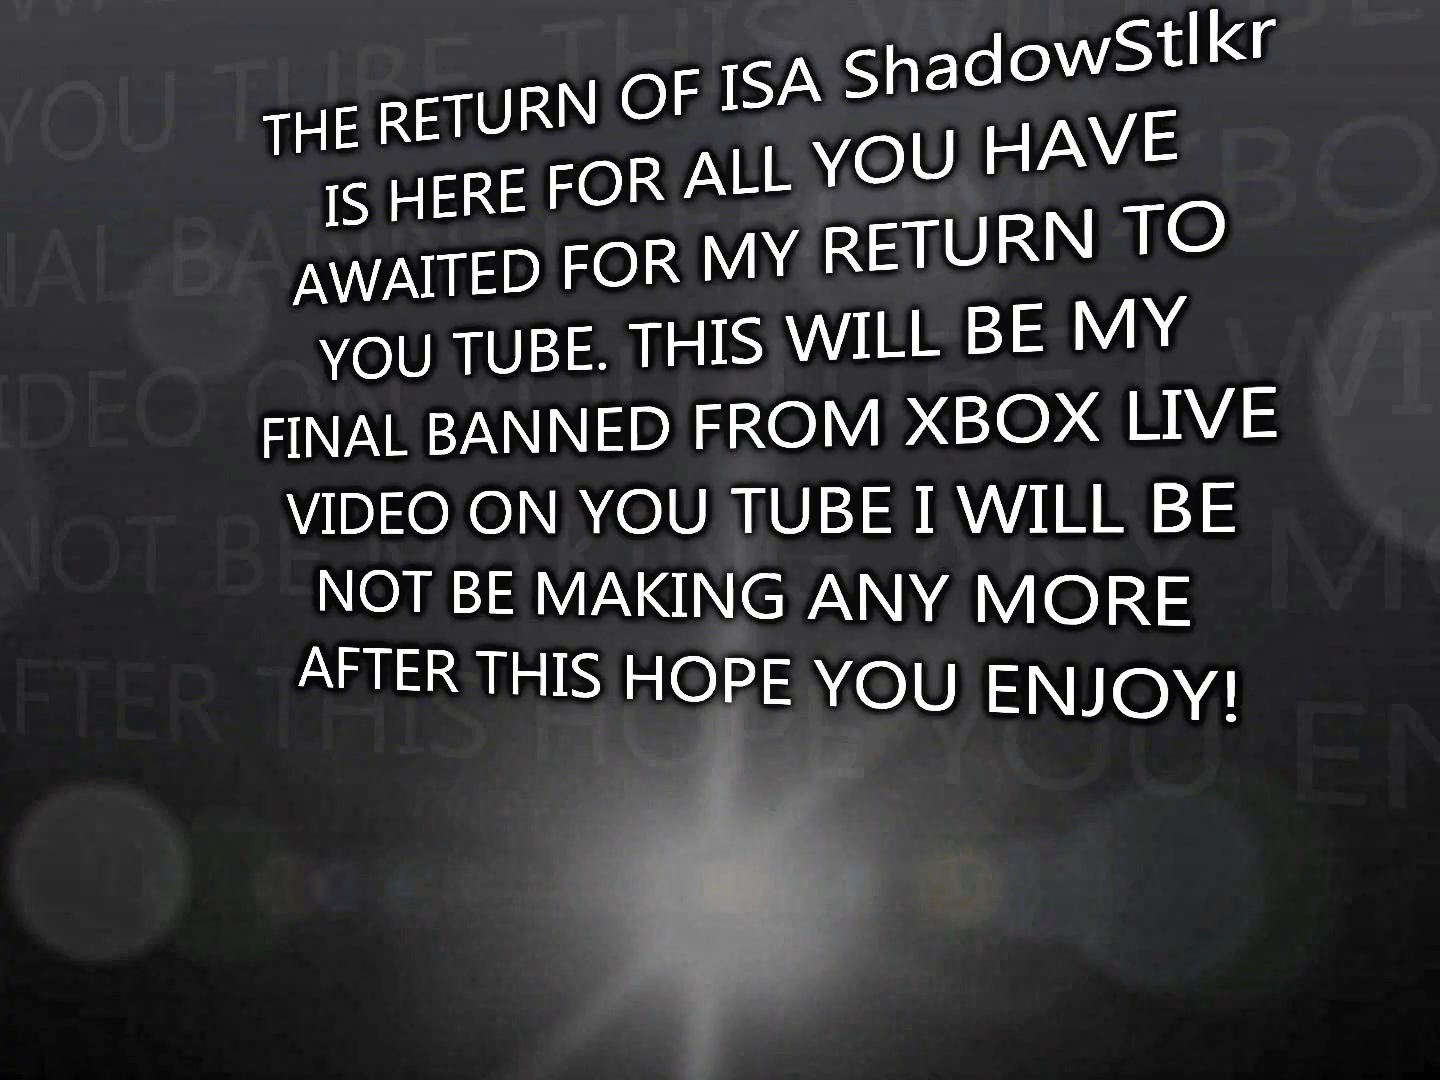 THE RETURN OF ISA ShadowStlkr
IS HERE FOR ALL YOU HAVE
AWAITED FOR MY RETURN TO
YOU TUBE. THIS WILL BE MY
FINAL BANNED FROM XBOX LIVE
VIDEO ON YOU TUBE I WILL BE
NOT BE MAKING ANY MORE
AFTER THIS HOPE YOU ENJOY!